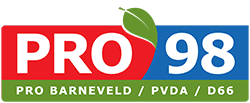 PRO 98
PRO BARNEVELD / PVDA / D66